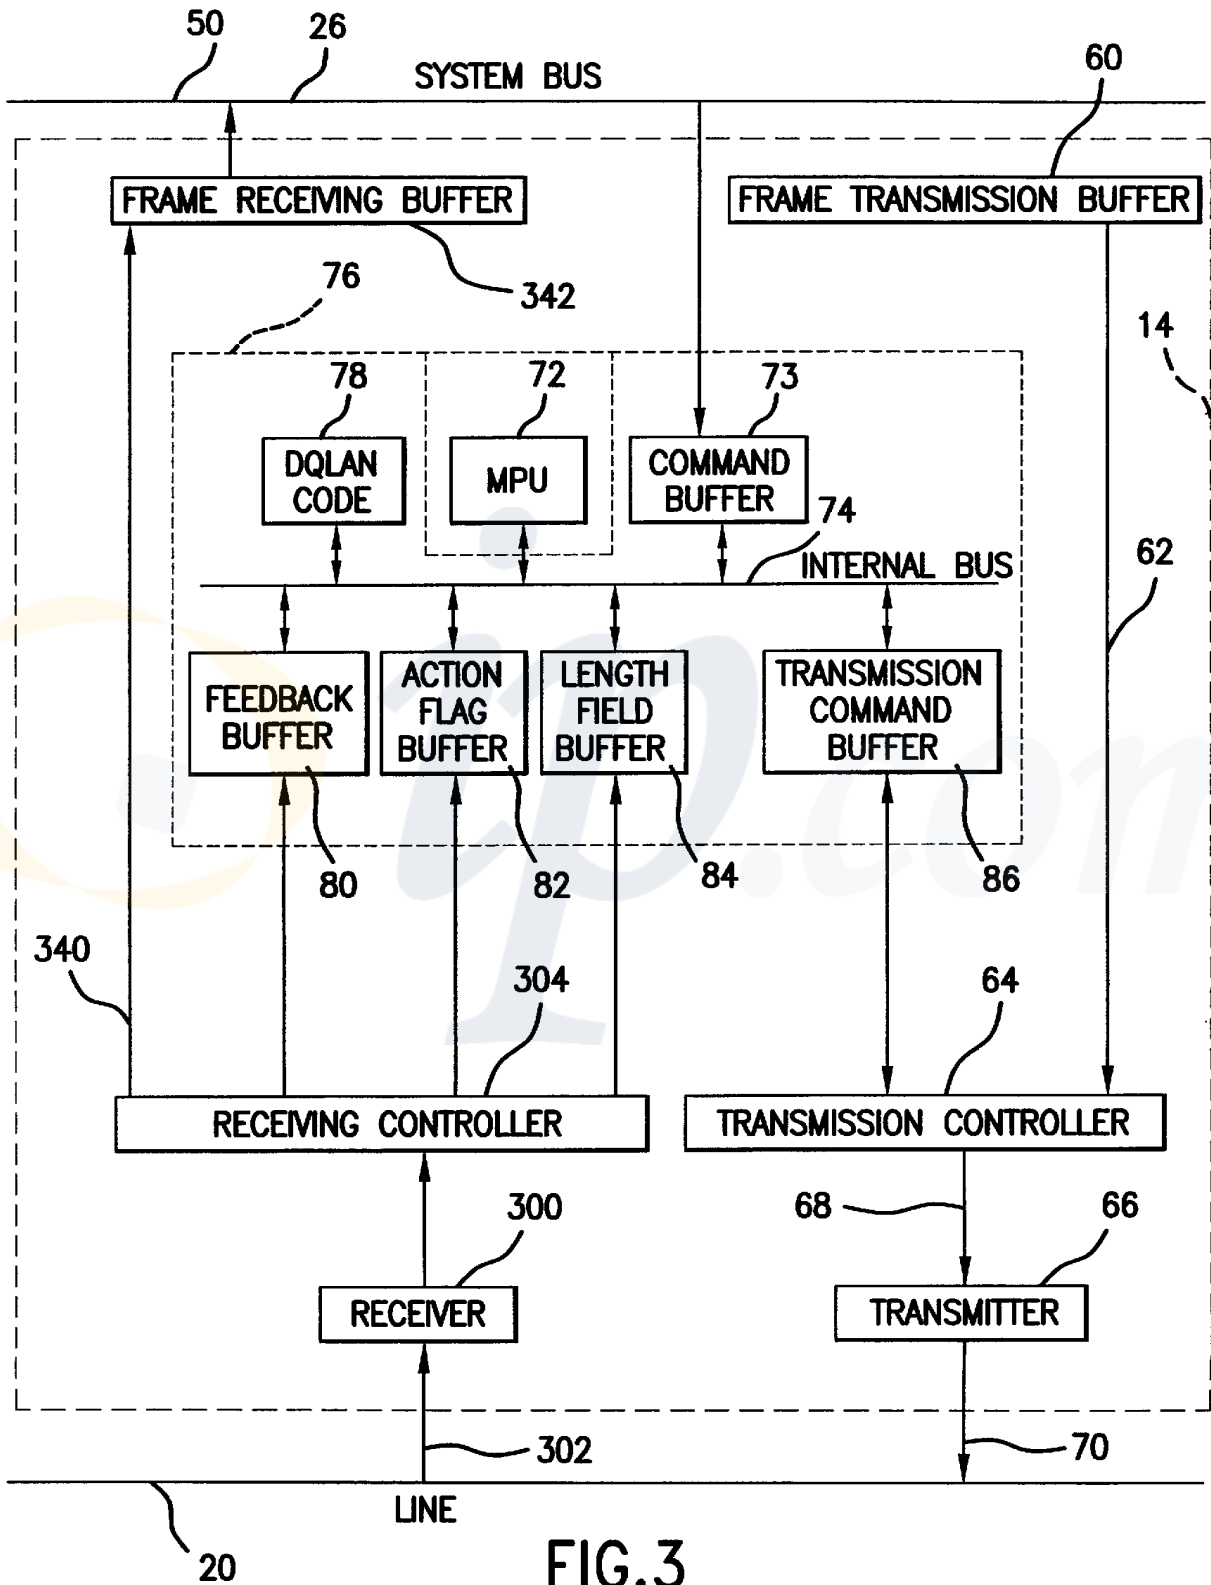 50
26
SYSTEM BUS
60
FRAME RECEIVING BUFFER
FRAME TRANSMISSION BUFFER
76
342
14
78
72
73
DQLAN
CODE
MPU
COMMAND
BUFFER
74
INTERNAL BUS
62
FEEDBACK
BUFFER
ACTION
FLAG
BUFFER
LENGTH
FIELD
BUFFER
TRANSMISSION
COMMAND
BUFFER
80
82
84
86
340
304
64
RECEIVING CONTROLLER
TRANSMISSION CONTROLLER
300
68
66
RECEIVER
TRANSMITTER
302
70
LINE
20
FIG.3
ip.com